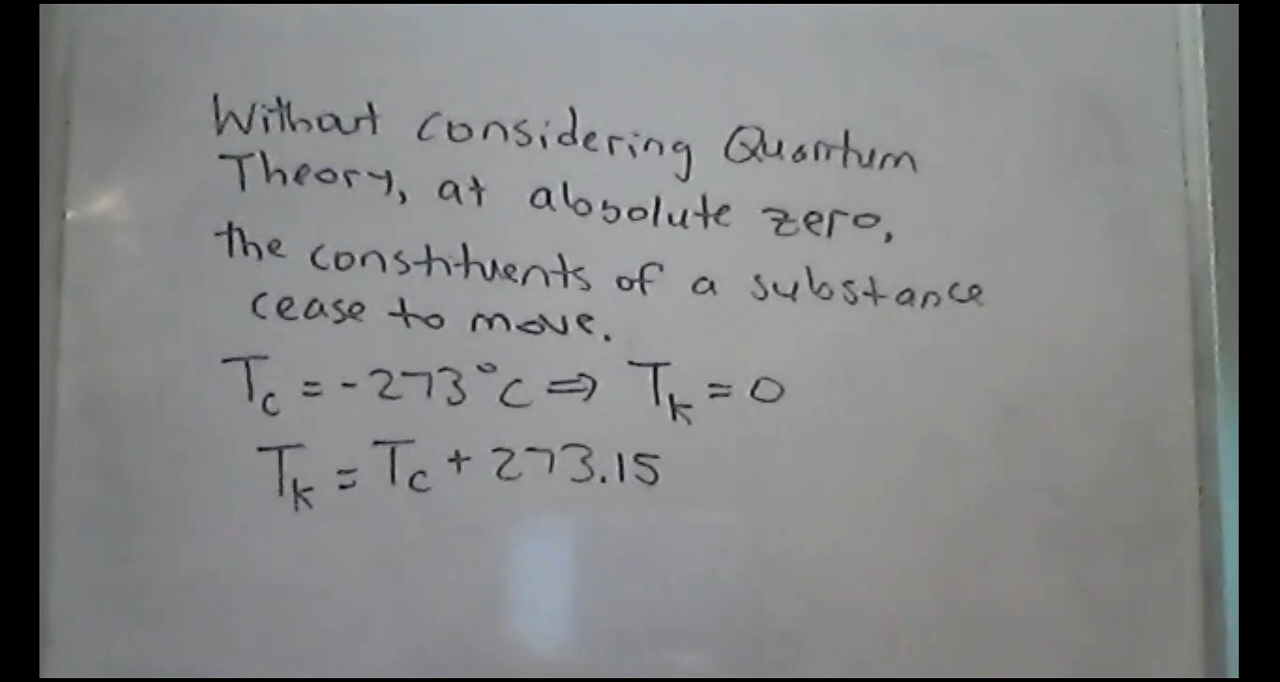 Without considering Quantum
Theory, at absolute zero,
the constituents of a substance
cease to move.
Tc = -273°C ⇒ Tk = 0
Tk = Tc + 273.15